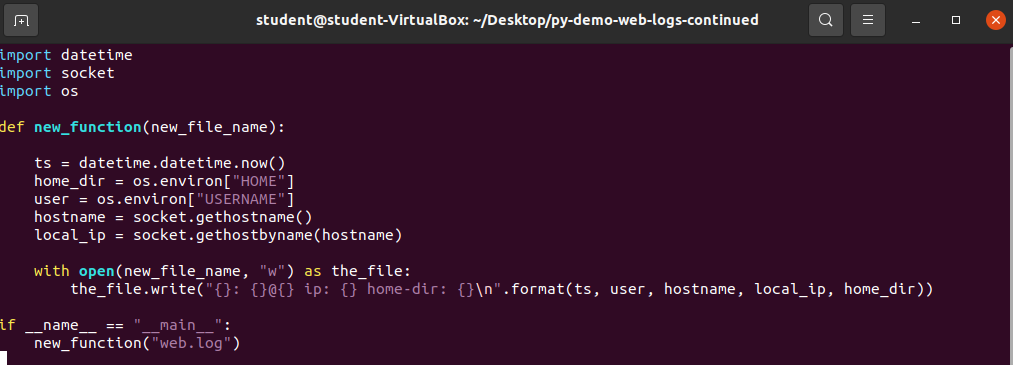 student@student-VirtualBox: ~/Desktop/py-demo-web-logs-continued
import datetime
import socket
import os
def new_function(new_file_name):
    ts = datetime.datetime.now()
    home_dir = os.environ["HOME"]
    user = os.environ["USERNAME"]
    hostname = socket.gethostname()
    local_ip = socket.gethostbyname(hostname)
    with open(new_file_name, "w") as the_file:
        the_file.write("{}: {}@{} ip: {} home-dir: {}\n".format(ts, user, hostname, local_ip, home_dir))
if __name__ == "__main__":
    new_function("web.log")